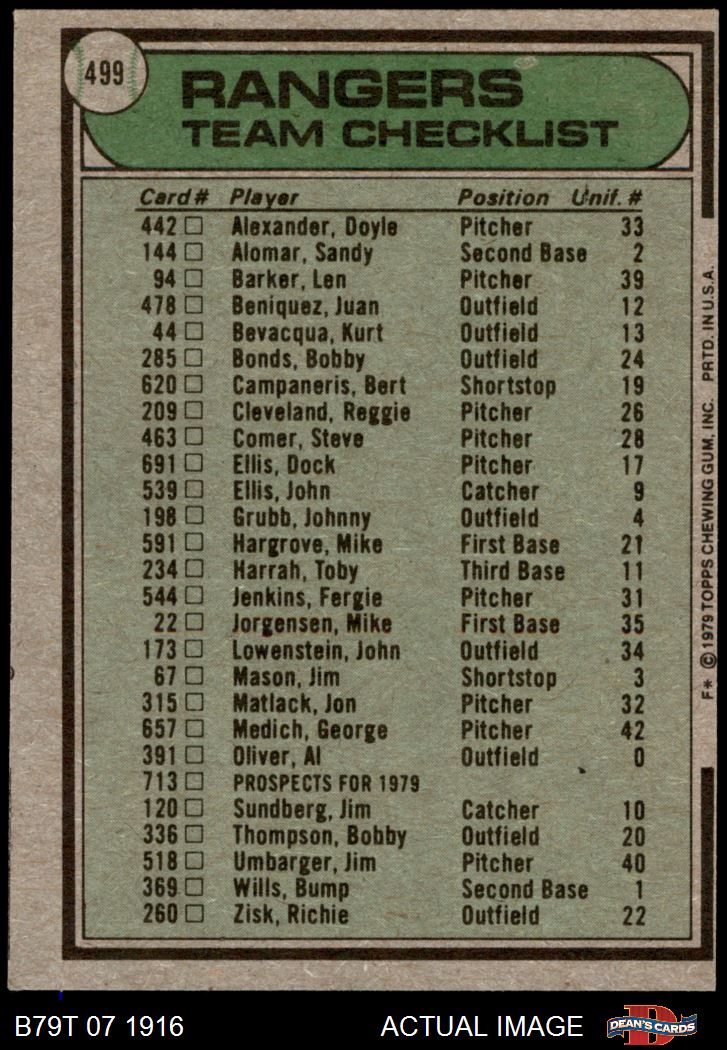 499
RANGERS
TEAM CHECKLIST
Card # Player Position Unif. #
442 □ Alexander, Doyle Pitcher 33
144 □ Alomar, Sandy Second Base 2
94 □ Barker, Len Pitcher 39
478 □ Beniquez, Juan Outfield 12
44 □ Bevacqua, Kurt Outfield 13
285 □ Bonds, Bobby Outfield 24
620 □ Campaneris, Bert Shortstop 19
209 □ Cleveland, Reggie Pitcher 26
463 □ Comer, Steve Pitcher 28
691 □ Ellis, Dock Pitcher 17
539 □ Ellis, John Catcher 9
198 □ Grubb, Johnny Outfield 4
591 □ Hargrove, Mike First Base 21
234 □ Harrah, Toby Third Base 11
544 □ Jenkins, Fergie Pitcher 31
22 □ Jorgensen, Mike First Base 35
173 □ Lowenstein, John Outfield 34
67 □ Mason, Jim Shortstop 3
315 □ Matlack, Jon Pitcher 32
657 □ Medich, George Pitcher 42
391 □ Oliver, Al Outfield 0
713 □ PROSPECTS FOR 1979
120 □ Sundberg, Jim Catcher 10
336 □ Thompson, Bobby Outfield 20
518 □ Umbarger, Jim Pitcher 40
369 □ Wills, Bump Second Base 1
260 □ Zisk, Richie Outfield 22
F* © 1979 TOPPS CHEWING GUM, INC. PRTD. IN U.S.A.
B79T 07 1916 ACTUAL IMAGE
D
DEAN'S CARDS